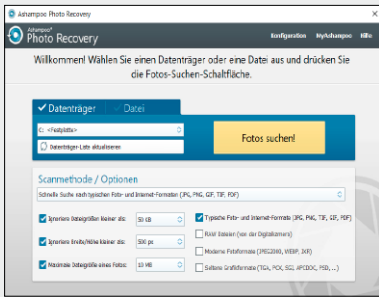 Ashampoo Photo Recovery
Ashampoo®
Photo Recovery
Konfiguration MyAshampoo Hilfe
Willkommen! Wählen Sie einen Datenträger oder eine Datei aus und drücken Sie
die Fotos-Suchen-Schaltfläche.
Datenträger Datei
C: <Festplatte>
Datenträger-Liste aktualisieren
Fotos suchen!
Scanmethode / Optionen
Schnelle Suche nach typischen Foto- und Internet-Formaten (JPG, PNG, GIF, TIF, PDF)
Ignoriere Dateigrößen kleiner als: 50 KB
Typische Foto- und Internet-Formate (JPG, PNG, TIF, GIF, PDF)
RAW Dateien (von der Digitalkamera)
Ignoriere Breite/Höhe kleiner als: 500 px
Moderne Fotoformate (JPEG2000, WEBP, JXR)
Maximale Dateigröße eines Fotos: 10 MB
Seltene Grafikformate (TGA, PCX, SGI, AFCDOC, PSD, ...)